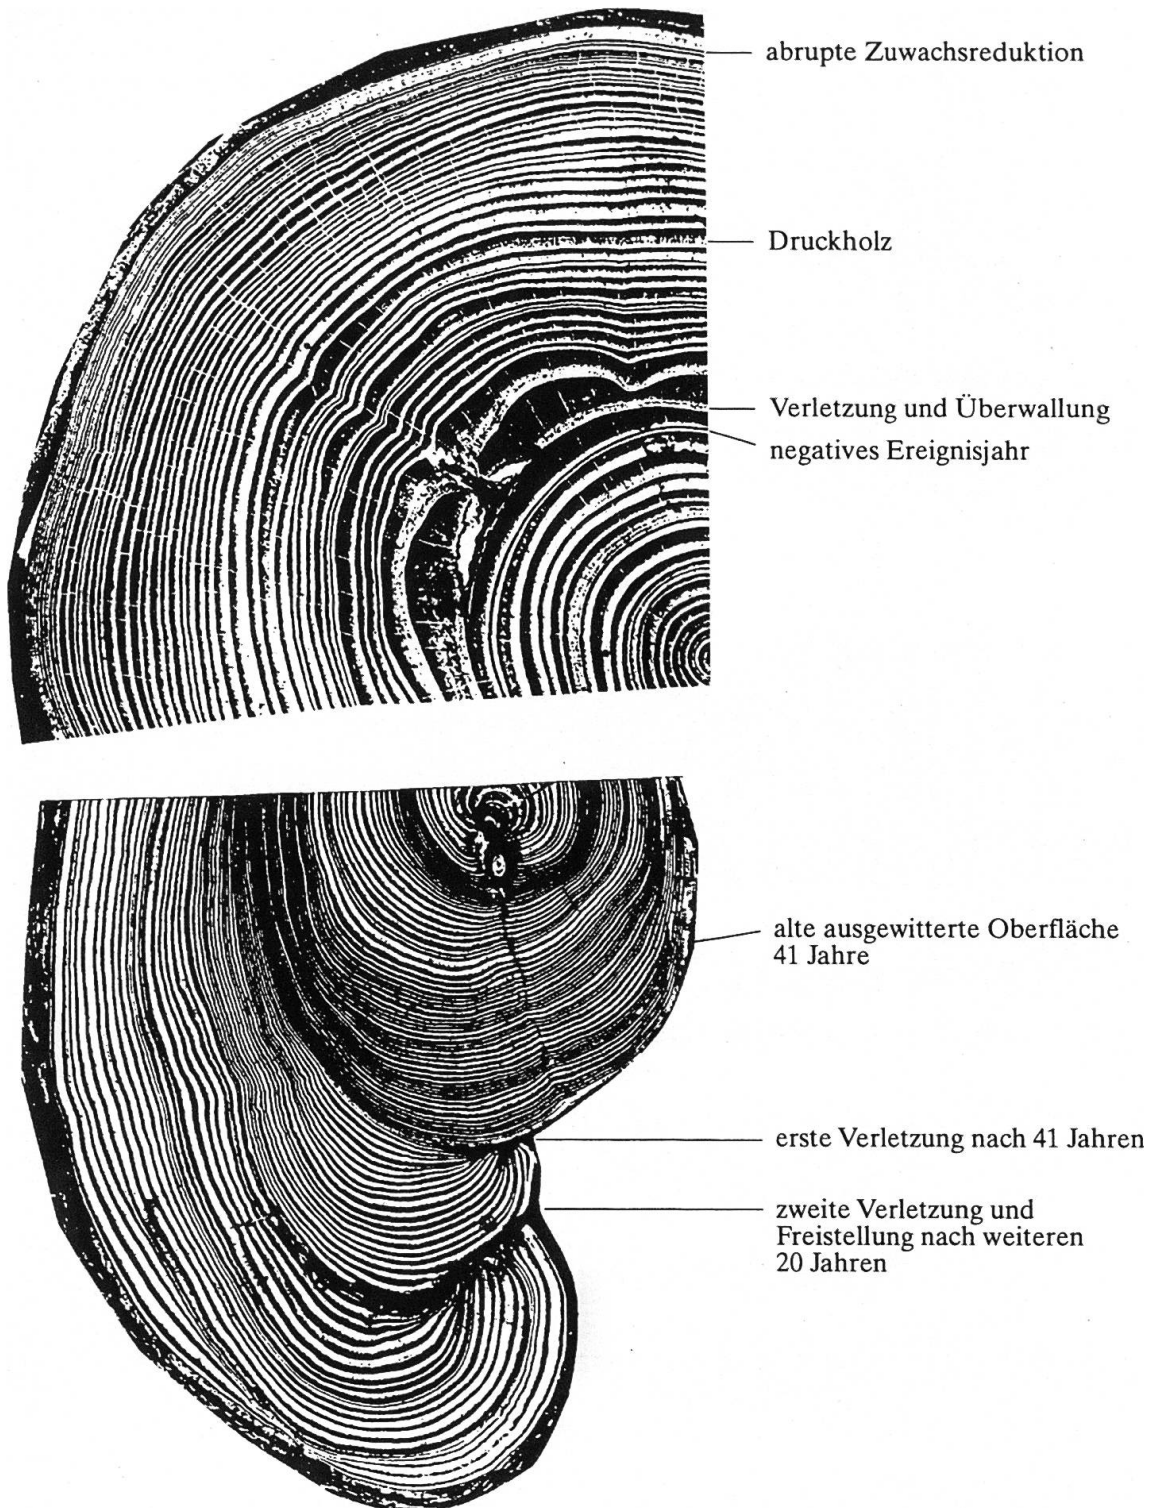 abrupte Zuwachsreduktion
Druckholz
Verletzung und Überwallung
negatives Ereignisjahr
alte ausgewitterte Oberfläche
41 Jahre
erste Verletzung nach 41 Jahren
zweite Verletzung und
Freistellung nach weiteren
20 Jahren